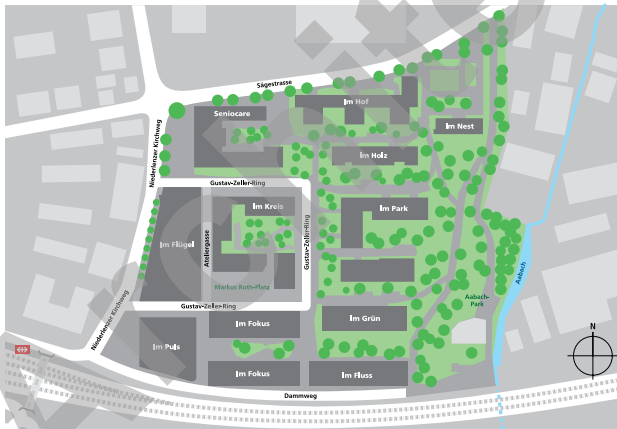 Sägestrasse
Im Hof
Seniocare
Im Nest
Niederlenzer Kirchweg
Im Holz
Gustav-Zeller-Ring
Im Kreis
Im Park
Im Flügel
Ateliergasse
Gustav-Zeller-Ring
Aabach
Markus Roth-Platz
Aabach-
Park
Gustav-Zeller-Ring
Niederlenzer Kirchweg
Im Fokus
Im Grün
N
Im Puls
Im Fokus
Im Fluss
Dammweg